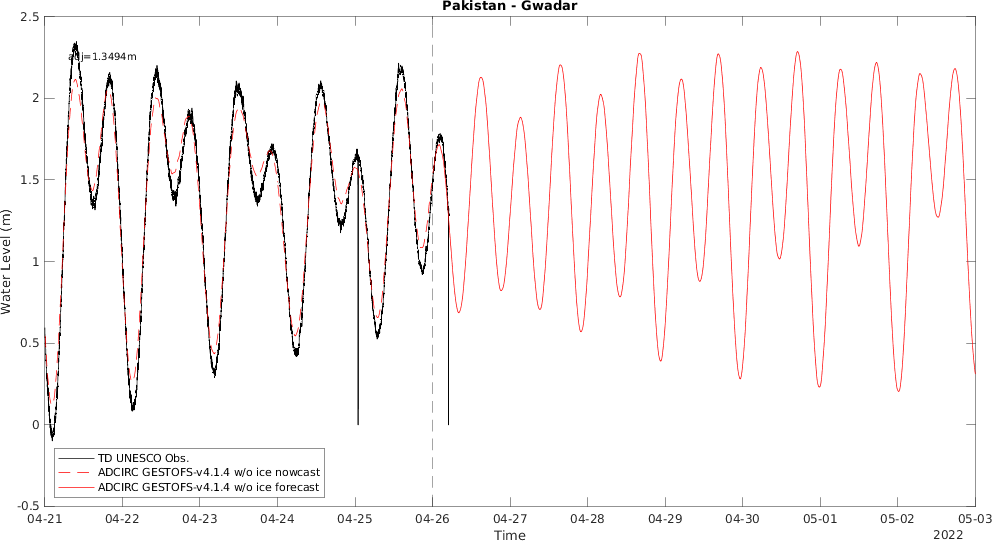 Pakistan - Gwadar
adj=1.3494m
Water Level (m)
2.5
2
1.5
1
0.5
0
-0.5
TD UNESCO Obs.
ADCIRC GESTOFS-v4.1.4 w/o ice nowcast
ADCIRC GESTOFS-v4.1.4 w/o ice forecast
04-21 04-22 04-23 04-24 04-25 04-26 04-27 04-28 04-29 04-30 05-01 05-02 05-03
Time
2022